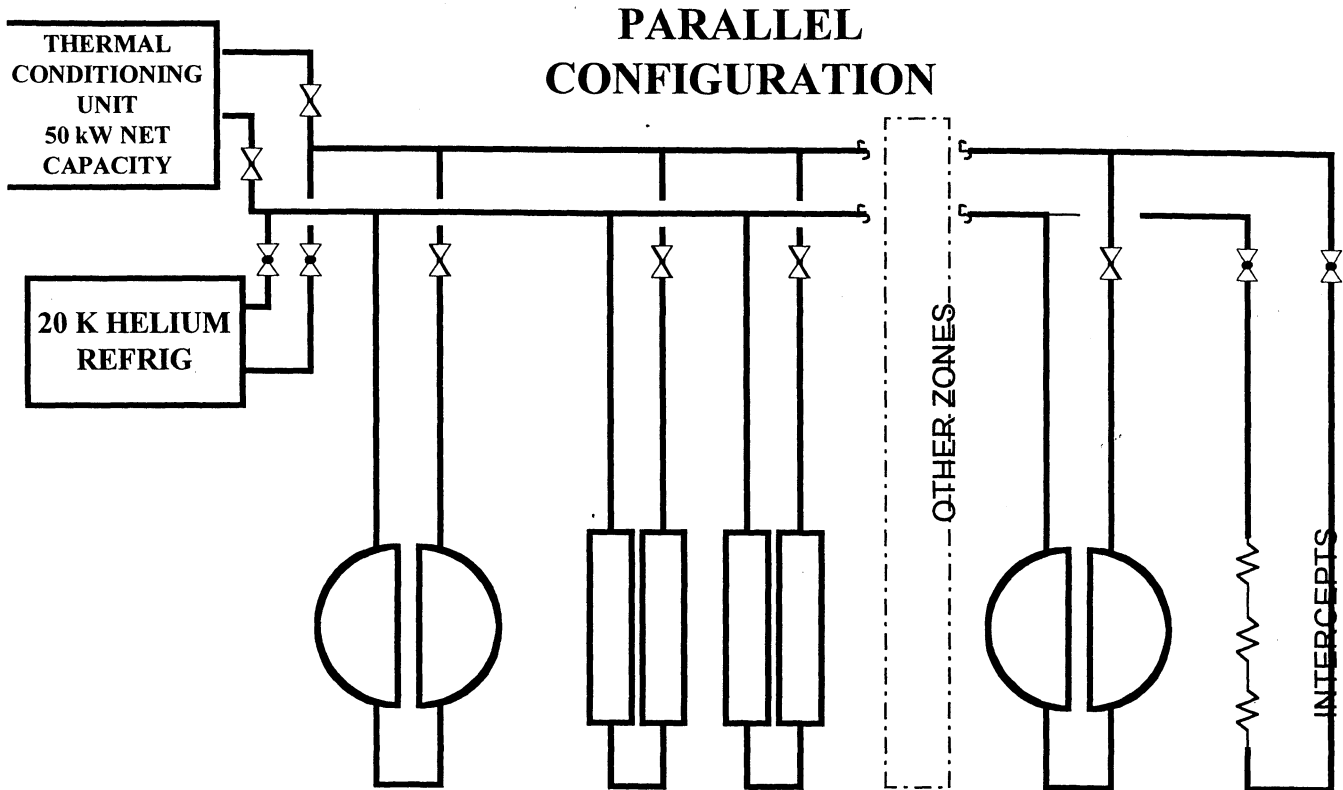 PARALLEL
CONFIGURATION
THERMAL
CONDITIONING
UNIT
50 kW NET
CAPACITY
20 K HELIUM
REFRIG
OTHER ZONES
INTERCEPTS